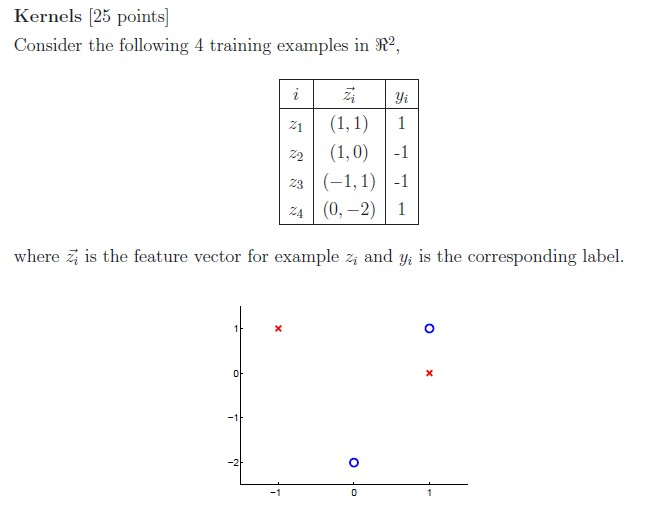 Kernels [25 points]
Consider the following 4 training examples in ℜ²,
i z⃗ᵢ yᵢ
z₁ (1, 1) 1
z₂ (1, 0) -1
z₃ (−1, 1) -1
z₄ (0, −2) 1
where z⃗ᵢ is the feature vector for example zᵢ and yᵢ is the corresponding label.
1
0
−1
−2
−1 0 1